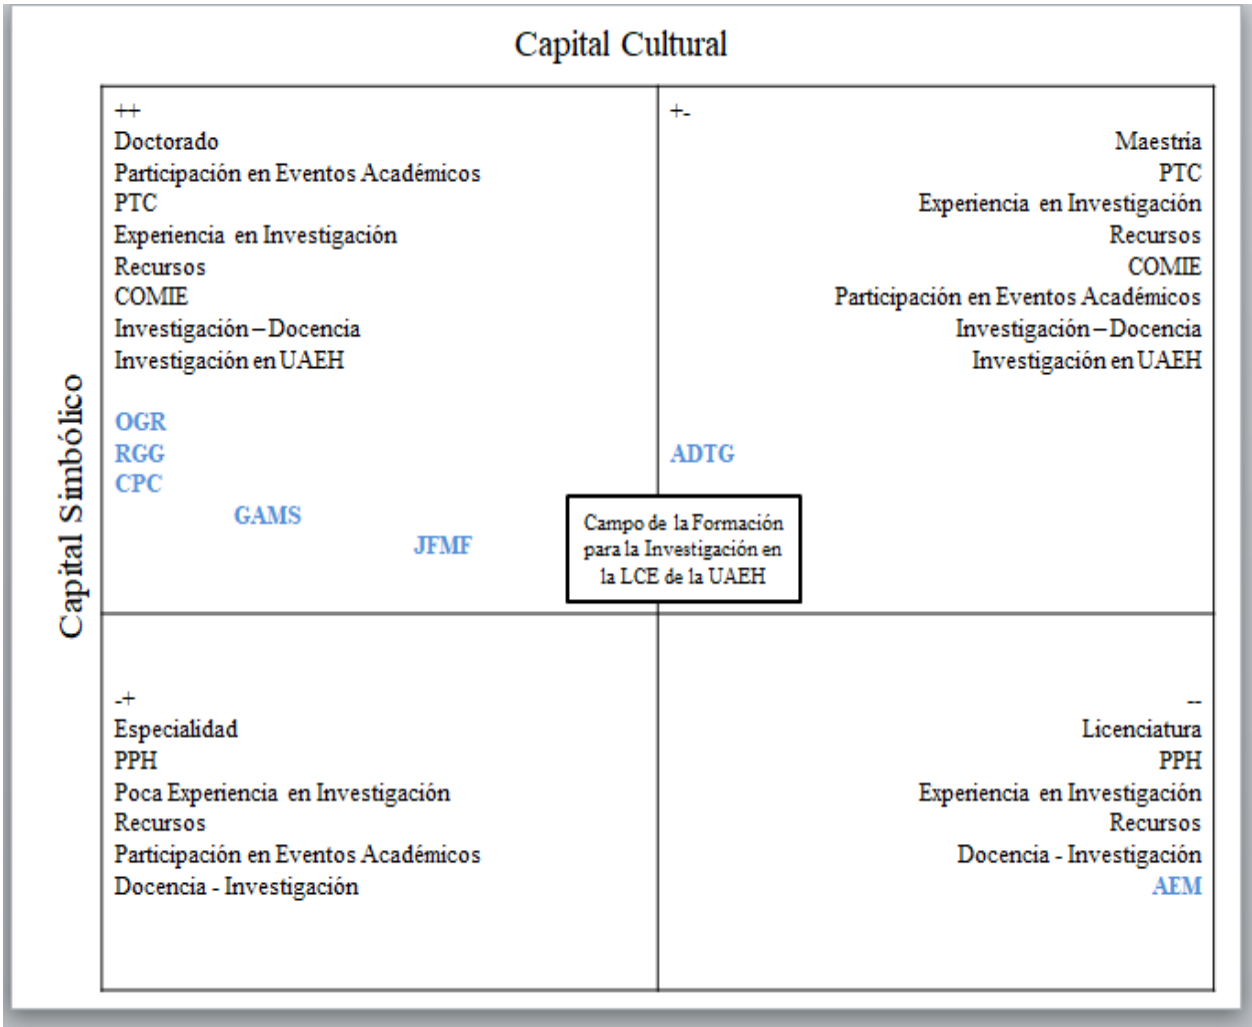 Capital Cultural
Capital Simbólico
++
Doctorado
Participación en Eventos Académicos
PTC
Experiencia en Investigación
Recursos
COMIE
Investigación – Docencia
Investigación en UAEH
OGR
RGG
CPC
GAMS
JFMF
+-
Maestría
PTC
Experiencia en Investigación
Recursos
COMIE
Participación en Eventos Académicos
Investigación – Docencia
Investigación en UAEH
ADTG
Campo de la Formación
para la Investigación en
la LCE de la UAEH
-+
Especialidad
PPH
Poca Experiencia en Investigación
Recursos
Participación en Eventos Académicos
Docencia - Investigación
--
Licenciatura
PPH
Experiencia en Investigación
Recursos
Docencia - Investigación
AEM